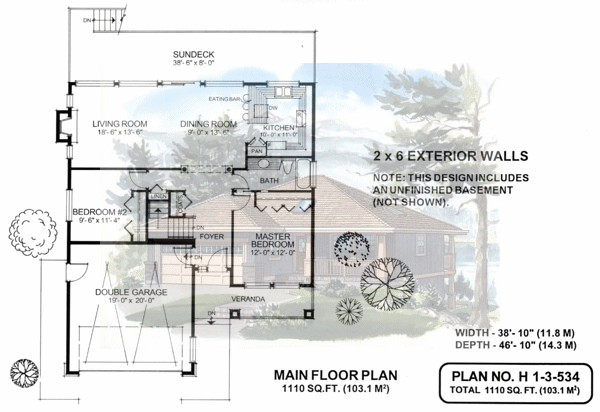 DN
SUNDECK
38'- 6" x 8'- 0"
EATING BAR
DW
LIVING ROOM
18'- 6" x 13'- 6"
DINING ROOM
9'- 0" x 13'- 6"
KITCHEN
10'- 0" x 11'- 0"
PAN
2 x 6 EXTERIOR WALLS
NOTE: THIS DESIGN INCLUDES
AN UNFINISHED BASEMENT
(NOT SHOWN).
BATH
LINEN
BEDROOM #2
9'- 6" x 11'- 4"
DN
FOYER
MASTER
BEDROOM
12'- 0" x 12'- 0"
DN
DOUBLE GARAGE
19'- 0" x 20'- 0"
VERANDA
DN
WIDTH - 38'- 10" (11.8 M)
DEPTH - 46'- 10" (14.3 M)
MAIN FLOOR PLAN
1110 SQ.FT. (103.1 M²)
PLAN NO. H 1-3-534
TOTAL 1110 SQ.FT. (103.1 M²)